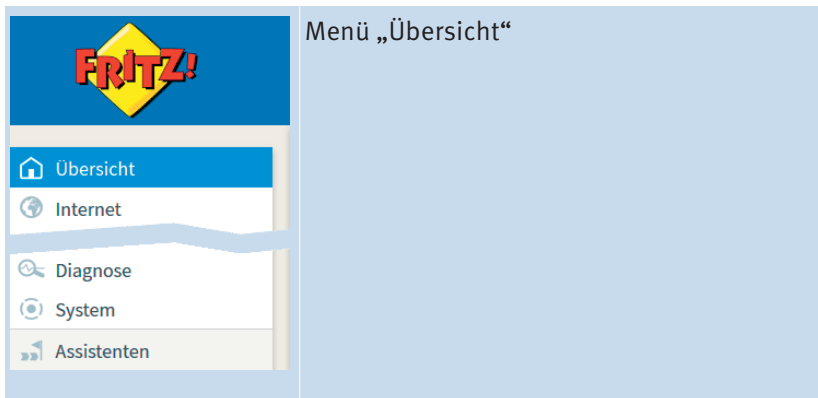 FRITZ!
Menü „Übersicht“
Übersicht
Internet
Diagnose
System
Assistenten